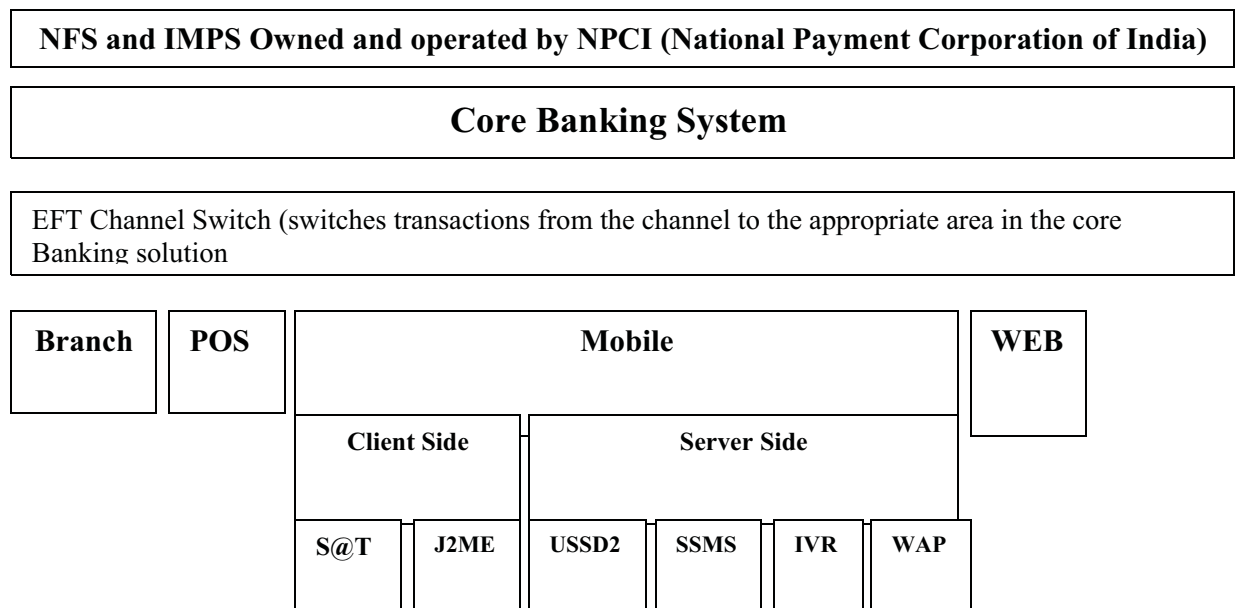 NFS and IMPS Owned and operated by NPCI (National Payment Corporation of India)
Core Banking System
EFT Channel Switch (switches transactions from the channel to the appropriate area in the core
Banking solution
Branch
POS
Mobile
WEB
Client Side
Server Side
S@T
J2ME
USSD2
SSMS
IVR
WAP